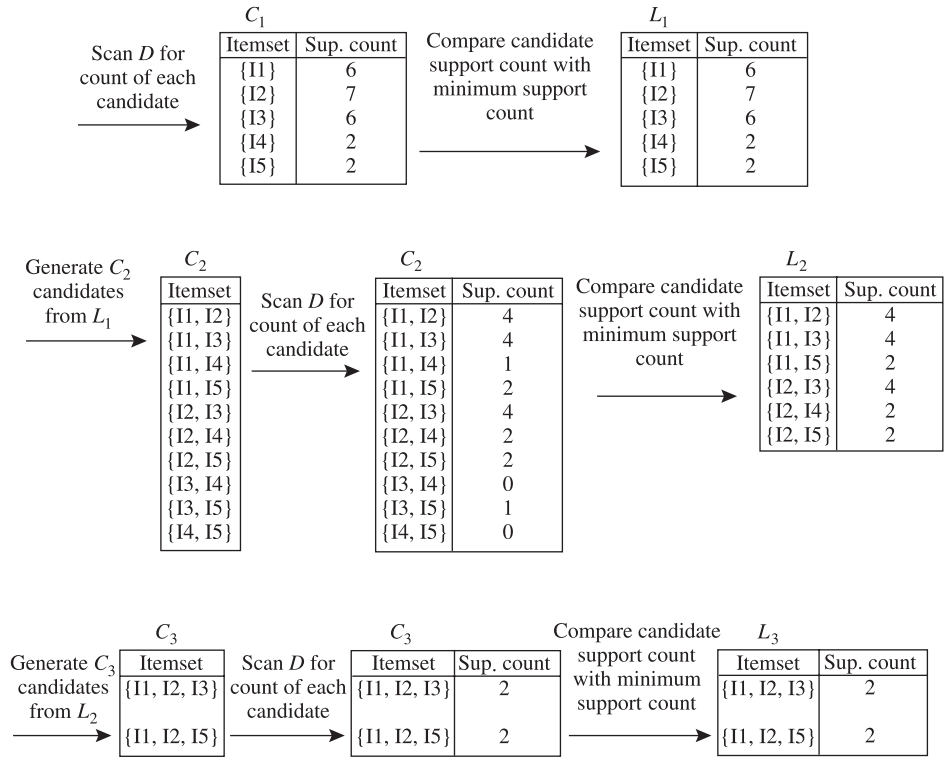 C1
Scan D for
count of each
candidate
Itemset Sup. count
{I1} 6
{I2} 7
{I3} 6
{I4} 2
{I5} 2
Compare candidate
support count with
minimum support
count
L1
Itemset Sup. count
{I1} 6
{I2} 7
{I3} 6
{I4} 2
{I5} 2
Generate C2
candidates
from L1
C2
Itemset
{I1, I2}
{I1, I3}
{I1, I4}
{I1, I5}
{I2, I3}
{I2, I4}
{I2, I5}
{I3, I4}
{I3, I5}
{I4, I5}
Scan D for
count of each
candidate
C2
Itemset Sup. count
{I1, I2} 4
{I1, I3} 4
{I1, I4} 1
{I1, I5} 2
{I2, I3} 4
{I2, I4} 2
{I2, I5} 2
{I3, I4} 0
{I3, I5} 1
{I4, I5} 0
Compare candidate
support count with
minimum support
count
L2
Itemset Sup. count
{I1, I2} 4
{I1, I3} 4
{I1, I5} 2
{I2, I3} 4
{I2, I4} 2
{I2, I5} 2
Generate C3
candidates
from L2
C3
Itemset
{I1, I2, I3}
{I1, I2, I5}
Scan D for
count of each
candidate
C3
Itemset Sup. count
{I1, I2, I3} 2
{I1, I2, I5} 2
Compare candidate
support count
with minimum
support count
L3
Itemset Sup. count
{I1, I2, I3} 2
{I1, I2, I5} 2